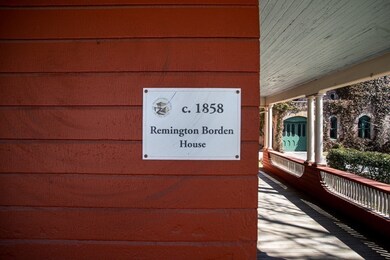 c. 1858
Remington Borden
House